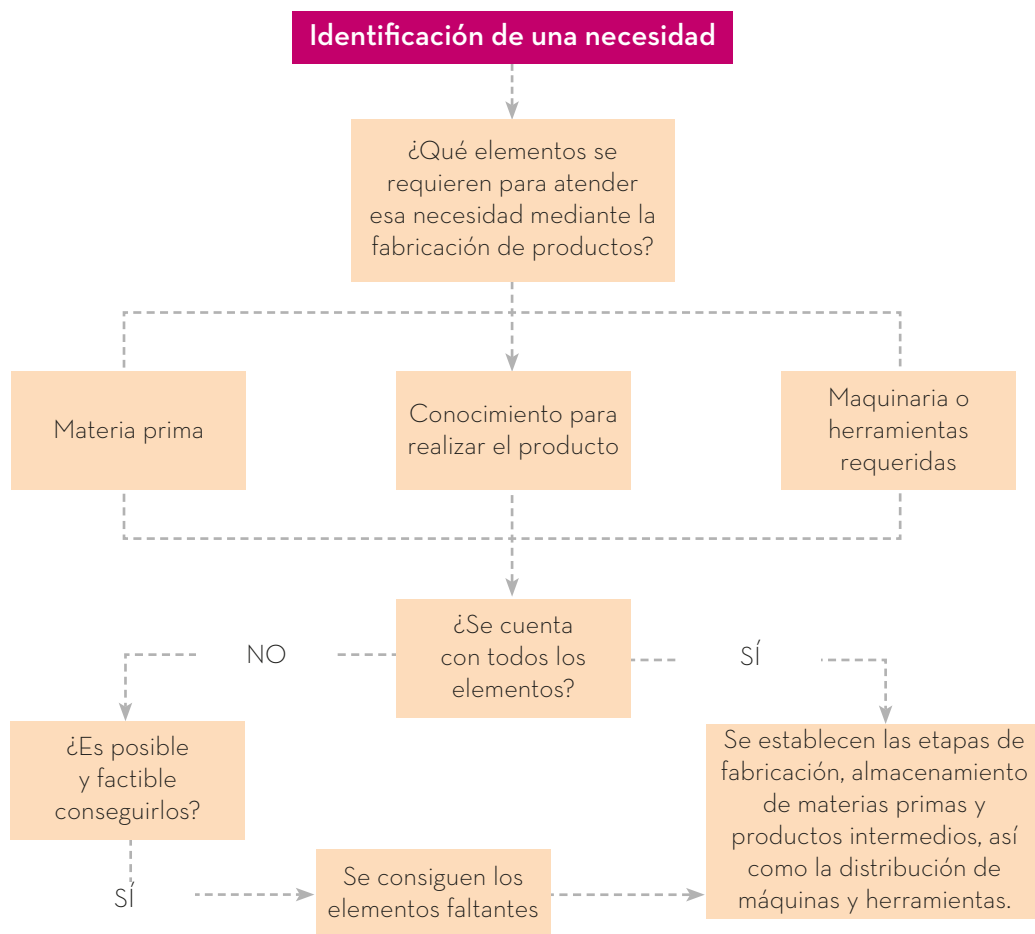 Identificación de una necesidad
¿Qué elementos se
requieren para atender
esa necesidad mediante la
fabricación de productos?
Materia prima
Conocimiento para
realizar el producto
Maquinaria o
herramientas
requeridas
¿Se cuenta
con todos los
elementos?
NO
SÍ
¿Es posible
y factible
conseguirlos?
Se establecen las etapas de
fabricación, almacenamiento
de materias primas y
productos intermedios, así
como la distribución de
máquinas y herramientas.
SÍ
Se consiguen los
elementos faltantes